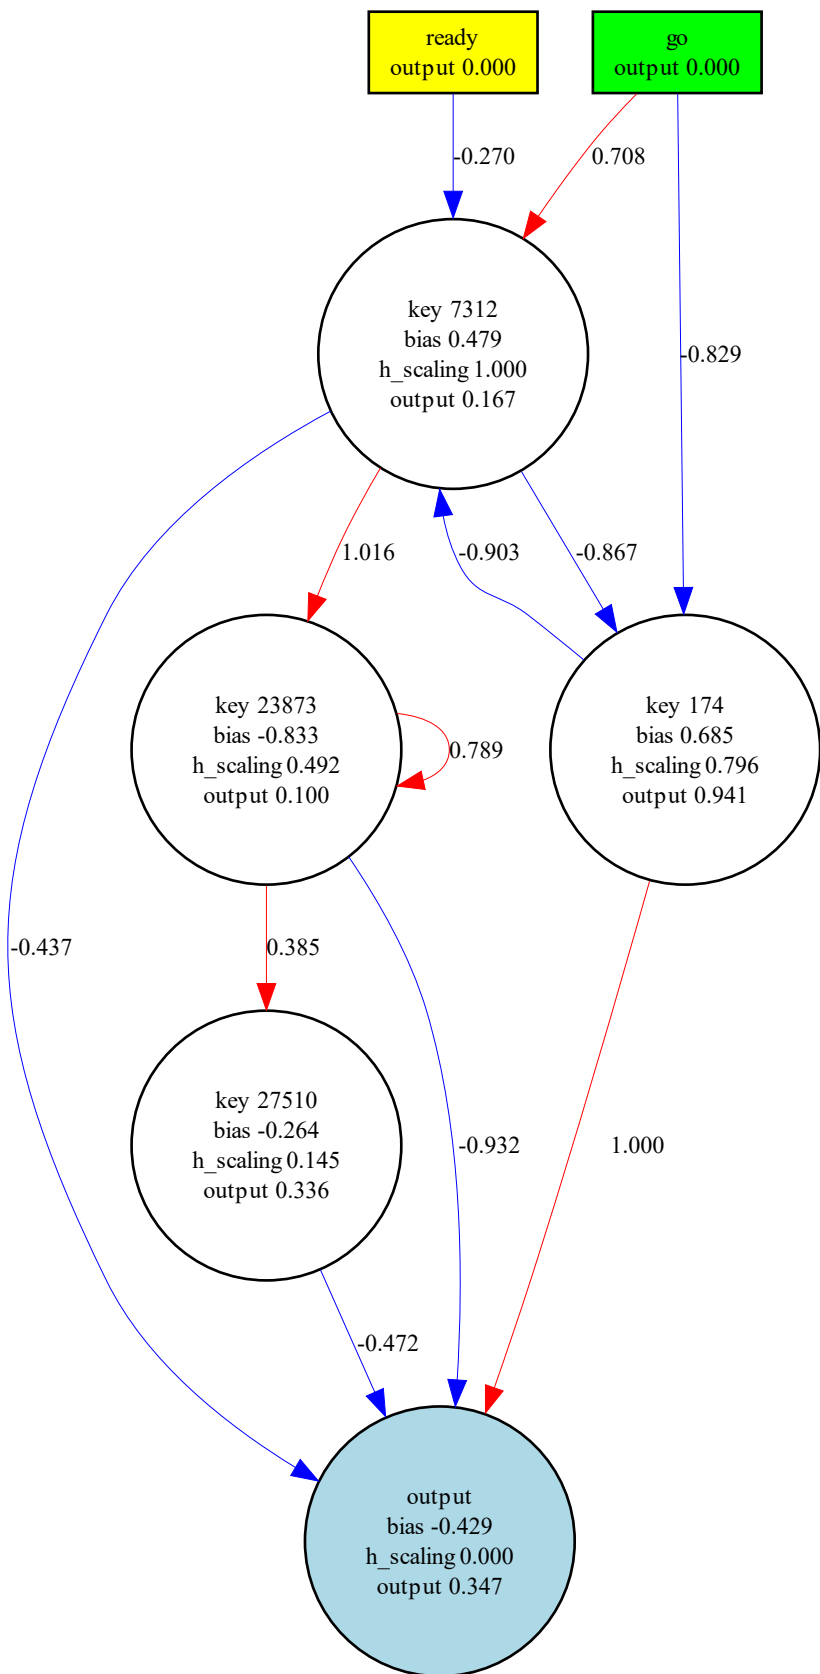 ready
output 0.000
go
output 0.000
-0.270
0.708
key 7312
bias 0.479
h_scaling 1.000
output 0.167
-0.829
1.016
-0.903
-0.867
key 23873
bias -0.833
h_scaling 0.492
output 0.100
0.789
key 174
bias 0.685
h_scaling 0.796
output 0.941
-0.437
0.385
key 27510
bias -0.264
h_scaling 0.145
output 0.336
-0.932
1.000
-0.472
output
bias -0.429
h_scaling 0.000
output 0.347